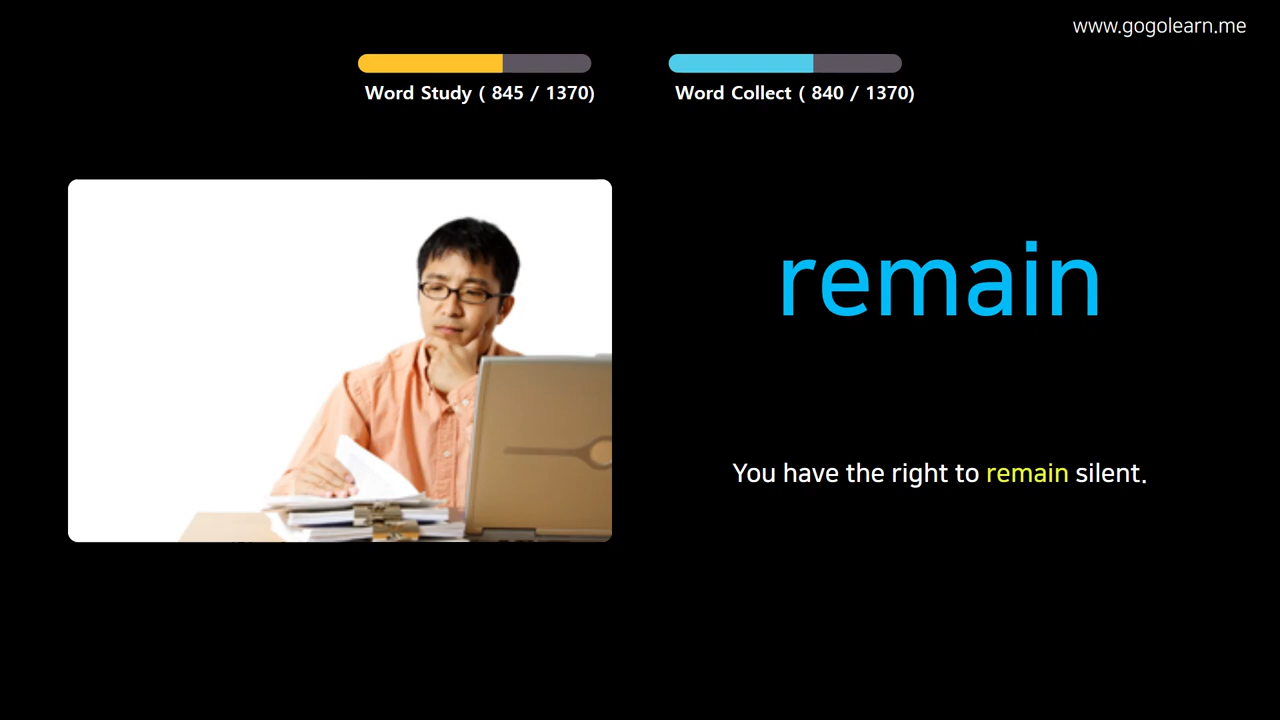 www.gogolearn.me
Word Study ( 845 / 1370)
Word Collect ( 840 / 1370)
remain
You have the right to remain silent.